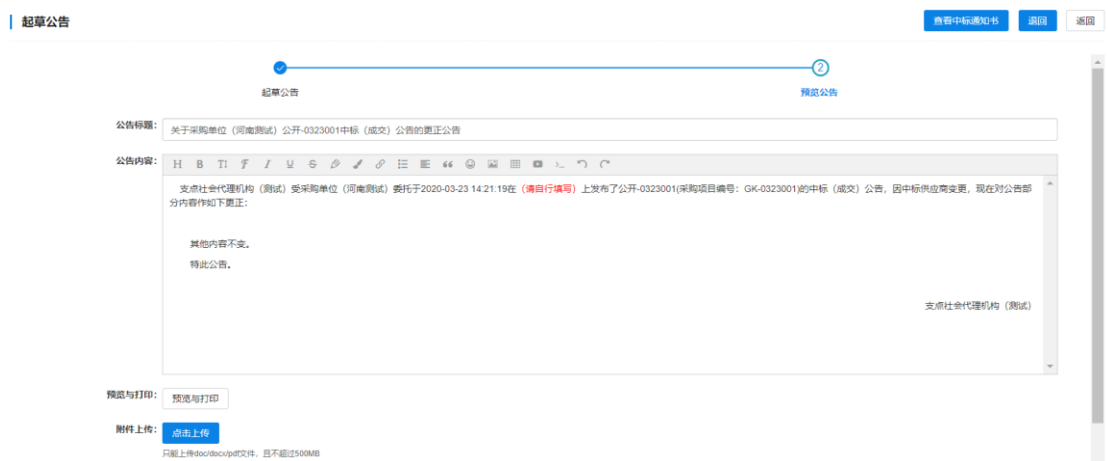 起草公告
查看中标通知书 退回 返回
2
起草公告 预览公告
公告标题: 关于采购单位（河南测试）公开-0323001中标（成交）公告的更正公告
公告内容: H B TI F I U S
支点社会代理机构（测试）受采购单位（河南测试）委托于2020-03-23 14:21:19在（请自行填写）上发布了公开-0323001(采购项目编号：GK-0323001)的中标（成交）公告，因中标供应商变更，现在对公告部
分内容作如下更正：
其他内容不变。
特此公告。
支点社会代理机构（测试）
预览与打印: 预览与打印
附件上传: 点击上传
只能上传doc/docx/pdf文件，且不超过500MB